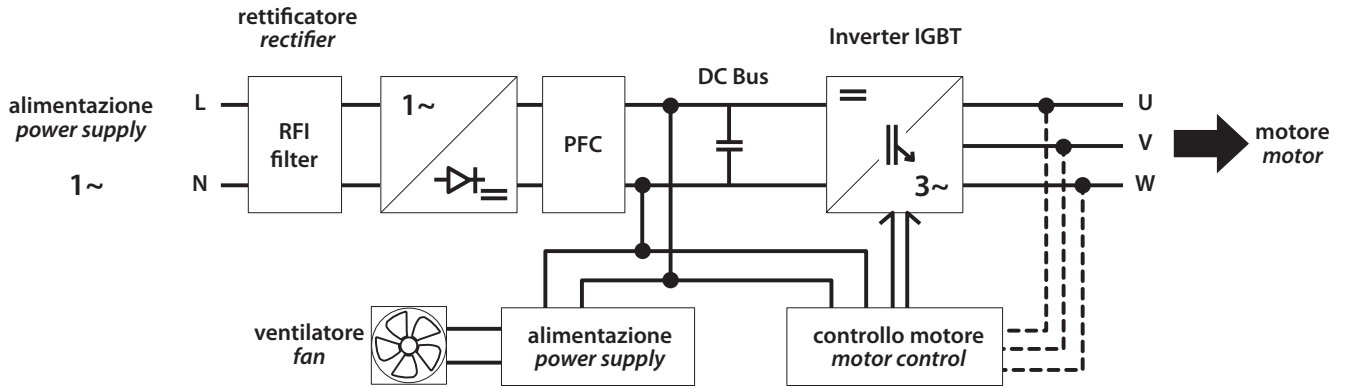 rettificatore
rectifier
Inverter IGBT
DC Bus
alimentazione
power supply
1~
L
N
RFI
filter
1~
PFC
3~
U
V
W
motore
motor
ventilatore
fan
alimentazione
power supply
controllo motore
motor control